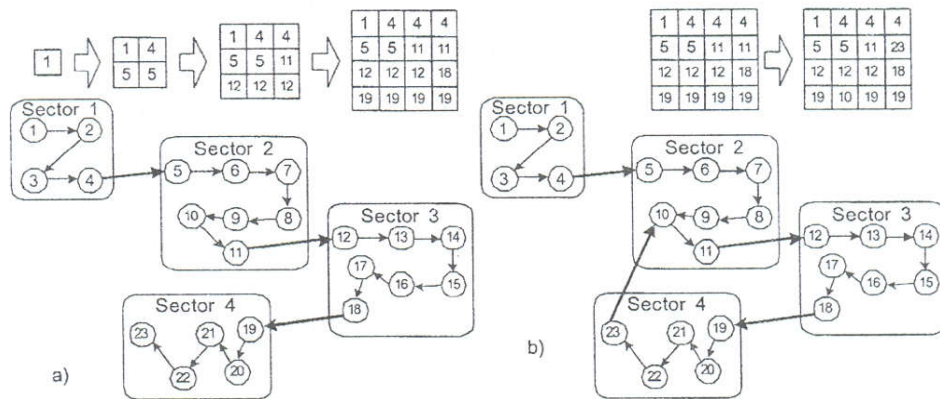 1 4 4 4
1 4 4
1 4
1
5 5 11 11
5 5 11
5 5
12 12 12 18
12 12 12
19 19 19 19
1 4 4 4
5 5 11 11
12 12 12 18
19 19 19 19
1 4 4 4
5 5 11 23
12 12 12 18
19 10 19 19
Sector 1
1 2
3 4
Sector 2
5 6 7
10 9 8
11
Sector 3
12 13 14
17 16 15
18
Sector 4
23 21 19
22 20
a)
Sector 1
1 2
3 4
Sector 2
5 6 7
10 9 8
11
Sector 3
12 13 14
17 16 15
18
Sector 4
23 21 19
22 20
b)